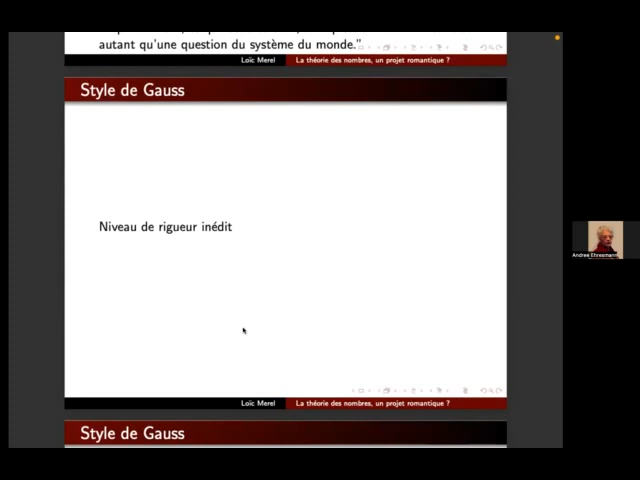 autant qu'une question du système du monde."
Loïc Merel La théorie des nombres, un projet romantique ?
Style de Gauss
Niveau de rigueur inédit
Andree Ehresmann
Loïc Merel La théorie des nombres, un projet romantique ?
Style de Gauss